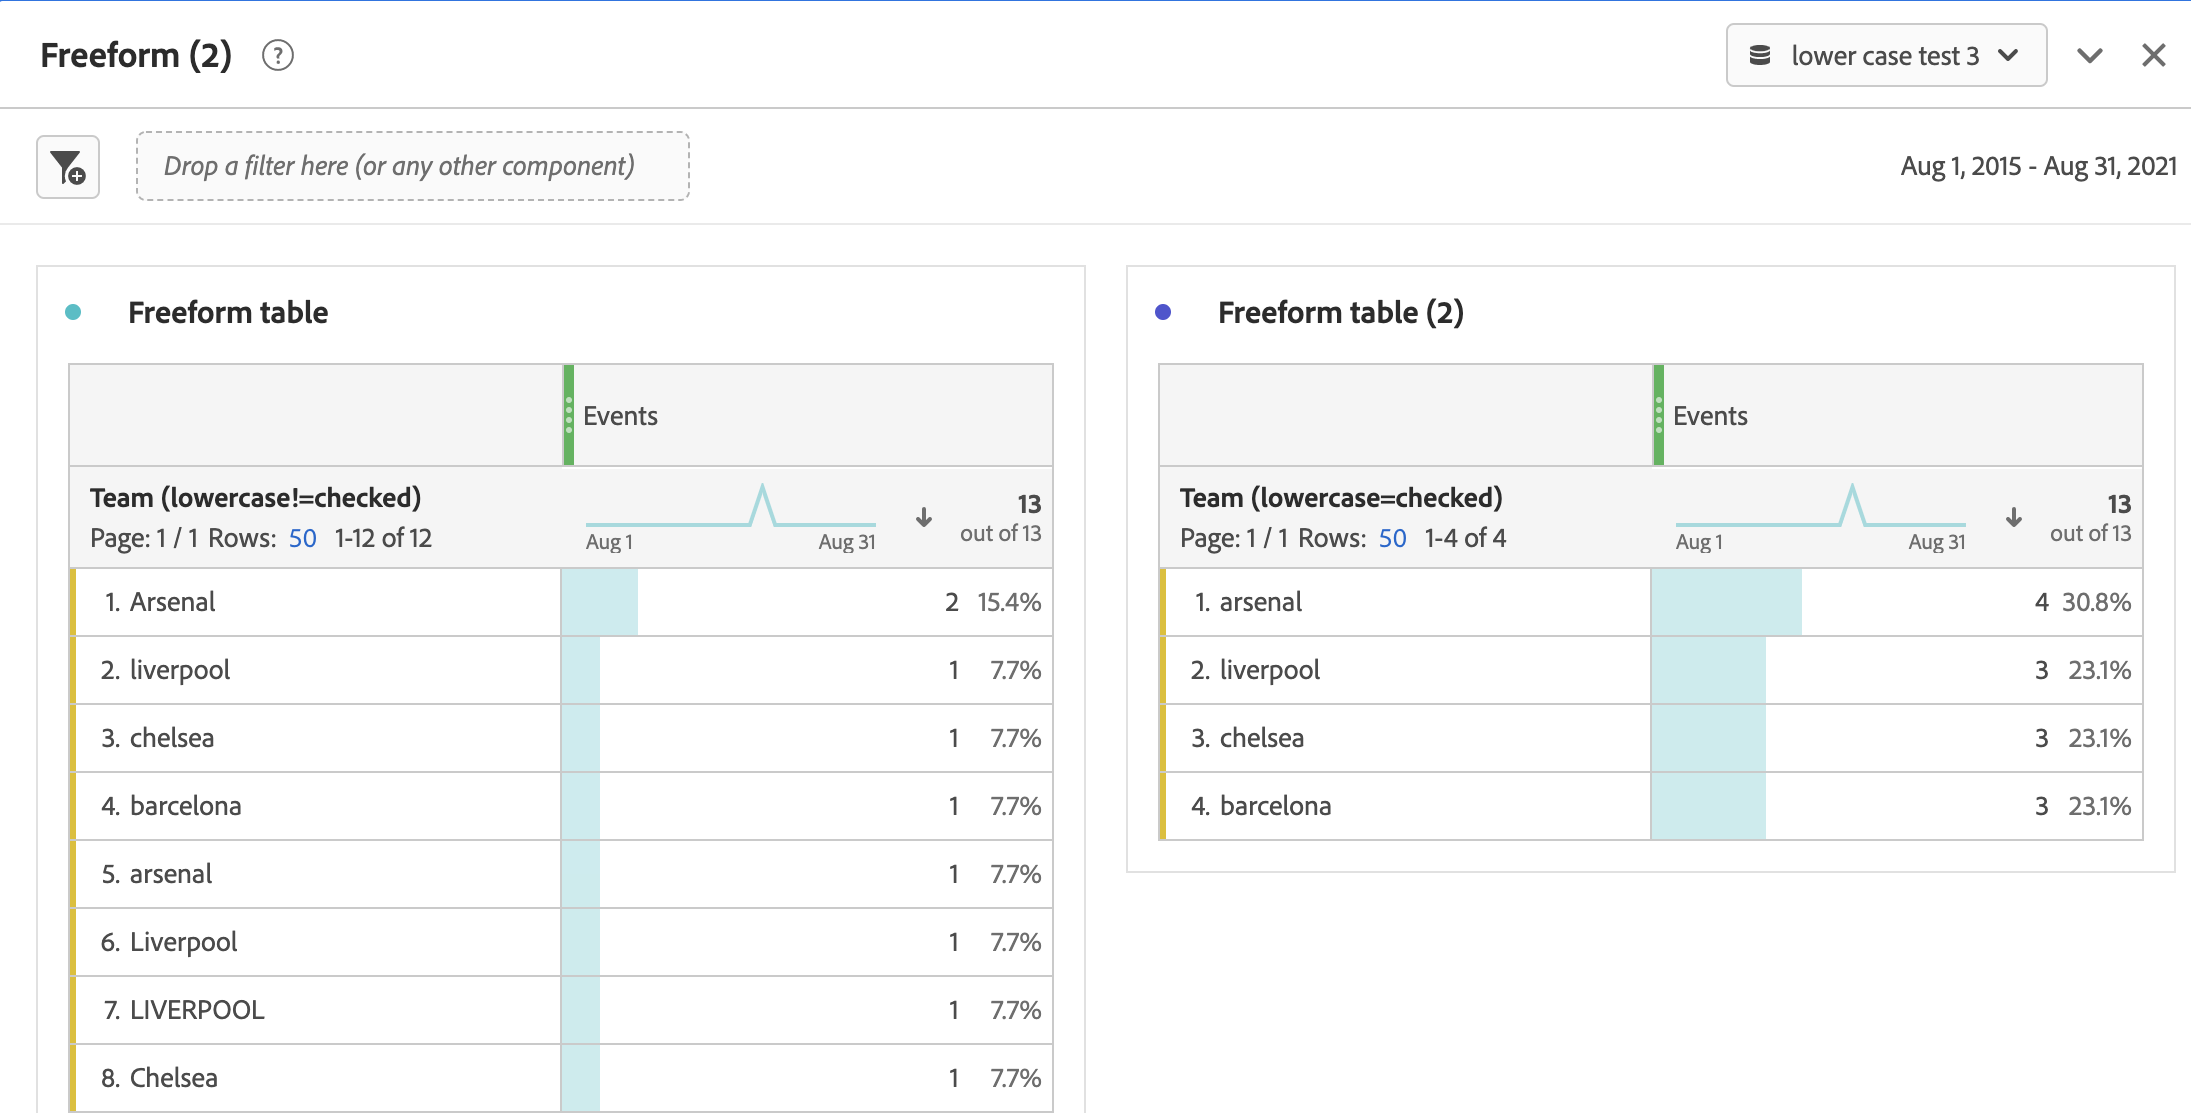 Freeform (2) ?
lower case test 3
Drop a filter here (or any other component)
Aug 1, 2015 - Aug 31, 2021
Freeform table
Events
Team (lowercase!=checked)
Page: 1 / 1 Rows: 50 1-12 of 12
Aug 1 Aug 31
13
out of 13
1. Arsenal 2 15.4%
2. liverpool 1 7.7%
3. chelsea 1 7.7%
4. barcelona 1 7.7%
5. arsenal 1 7.7%
6. Liverpool 1 7.7%
7. LIVERPOOL 1 7.7%
8. Chelsea 1 7.7%
Freeform table (2)
Events
Team (lowercase=checked)
Page: 1 / 1 Rows: 50 1-4 of 4
Aug 1 Aug 31
13
out of 13
1. arsenal 4 30.8%
2. liverpool 3 23.1%
3. chelsea 3 23.1%
4. barcelona 3 23.1%